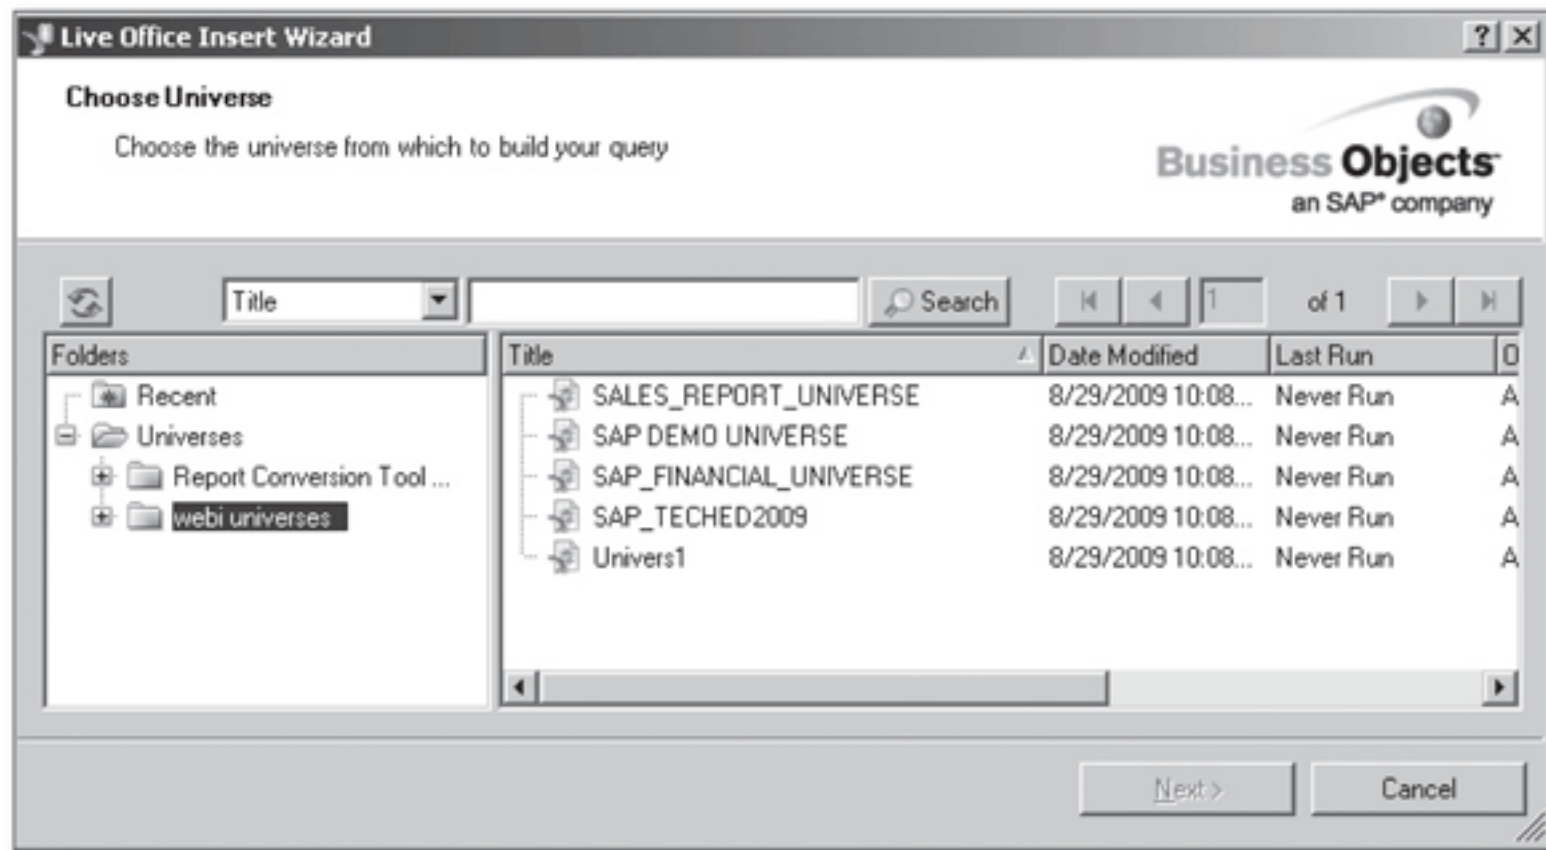 Live Office Insert Wizard
Choose Universe
Choose the universe from which to build your query
Business Objects
an SAP® company
Title
Search
1 of 1
Folders
Recent
Universes
Report Conversion Tool ...
webi universes
Title Date Modified Last Run O
SALES_REPORT_UNIVERSE 8/29/2009 10:08... Never Run A
SAP DEMO UNIVERSE 8/29/2009 10:08... Never Run A
SAP_FINANCIAL_UNIVERSE 8/29/2009 10:08... Never Run A
SAP_TECHED2009 8/29/2009 10:08... Never Run A
Univers1 8/29/2009 10:08... Never Run A
Next >
Cancel